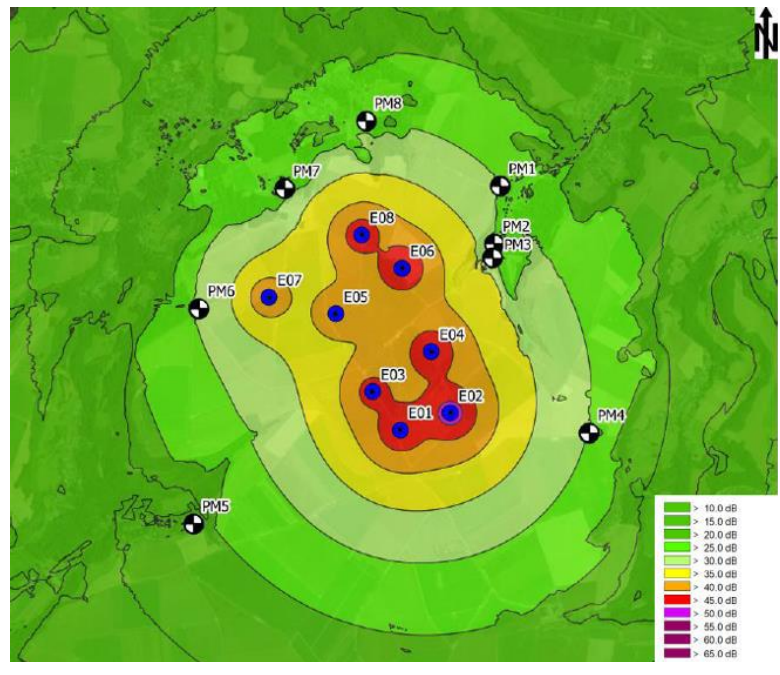 N
PM8
PM7
PM1
PM2
PM3
E08
E06
E07
E05
PM6
E04
E03
E02
E01
PM4
PM5
> 10.0 dB
> 15.0 dB
> 20.0 dB
> 25.0 dB
> 30.0 dB
> 35.0 dB
> 40.0 dB
> 45.0 dB
> 50.0 dB
> 55.0 dB
> 60.0 dB
> 65.0 dB